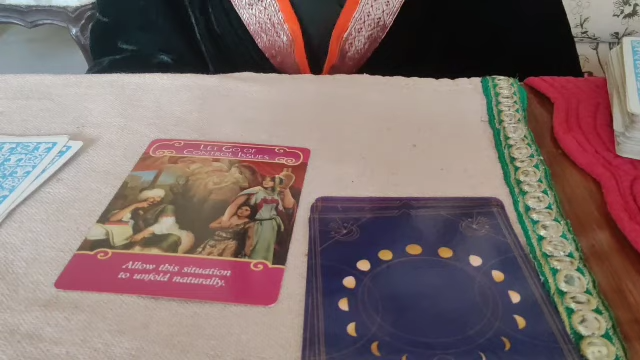 LET GO OF
CONTROL ISSUES
Allow this situation
to unfold naturally.